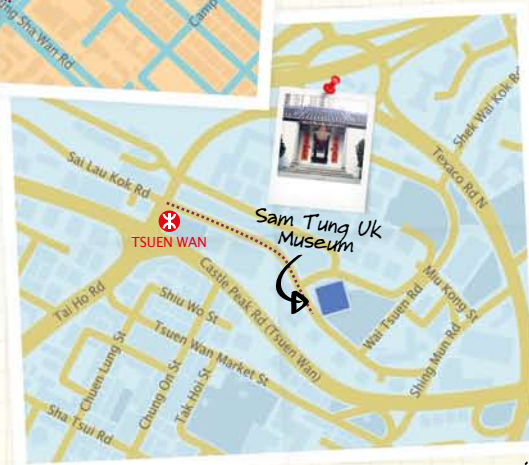 ng Sha Wan Rd
Camp
Sai Lau Kok Rd
TSUEN WAN
Sam Tung Uk
Museum
Shek Wai Kok R
Texaco Rd N
Tai Ho Rd
Shiu Wo St
Castle Peak Rd (Tsuen Wan)
Miu Kong St
Wai Tsuen Rd
Shing Mun Rd
Tsuen Wan Market St
Chuen Lung St
Chung On St
Tak Hoi St
Sha Tsui Rd